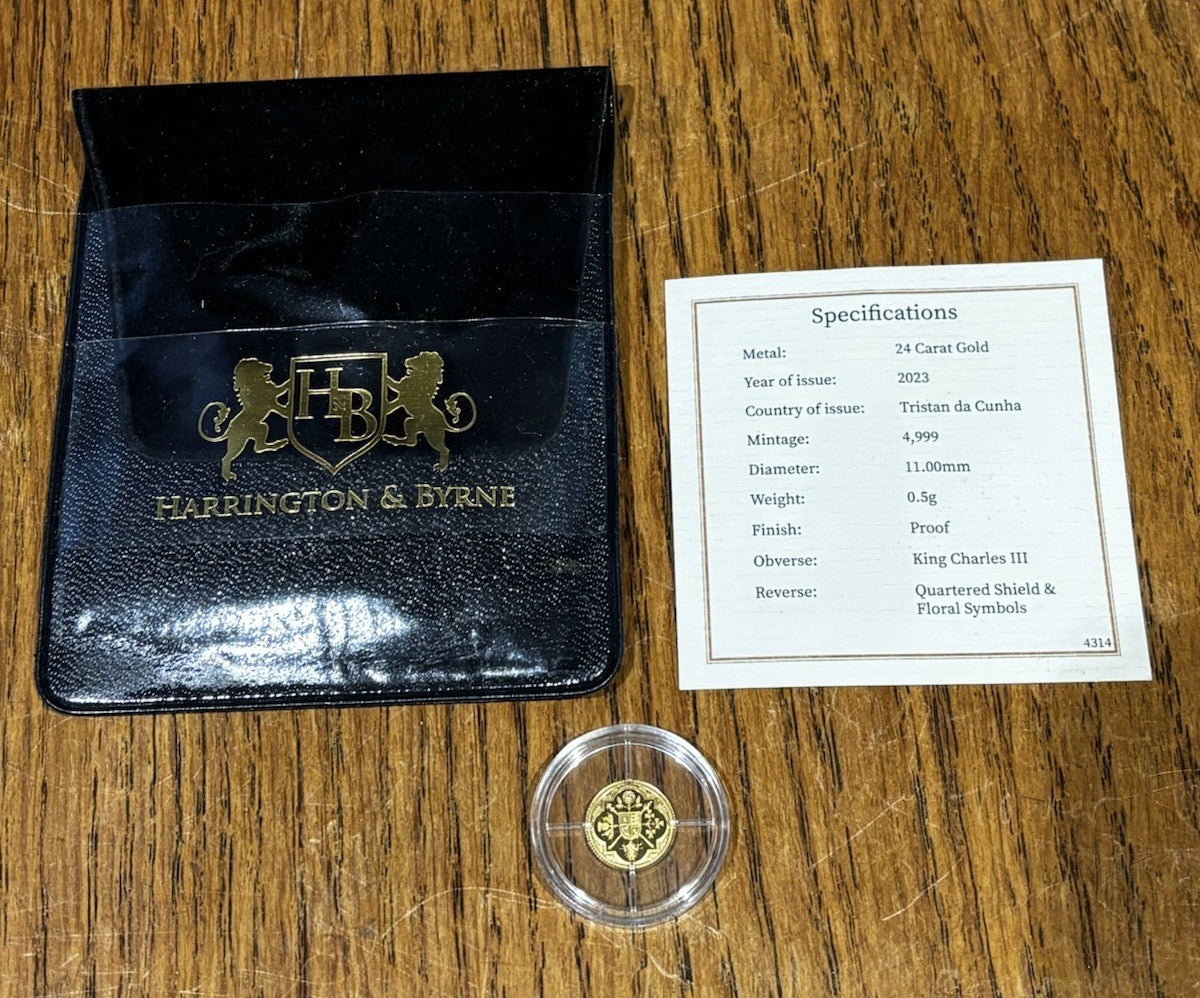 H&B
HARRINGTON & BYRNE
Specifications
Metal: 24 Carat Gold
Year of issue: 2023
Country of issue: Tristan da Cunha
Mintage: 4,999
Diameter: 11.00mm
Weight: 0.5g
Finish: Proof
Obverse: King Charles III
Reverse: Quartered Shield &
Floral Symbols
4314